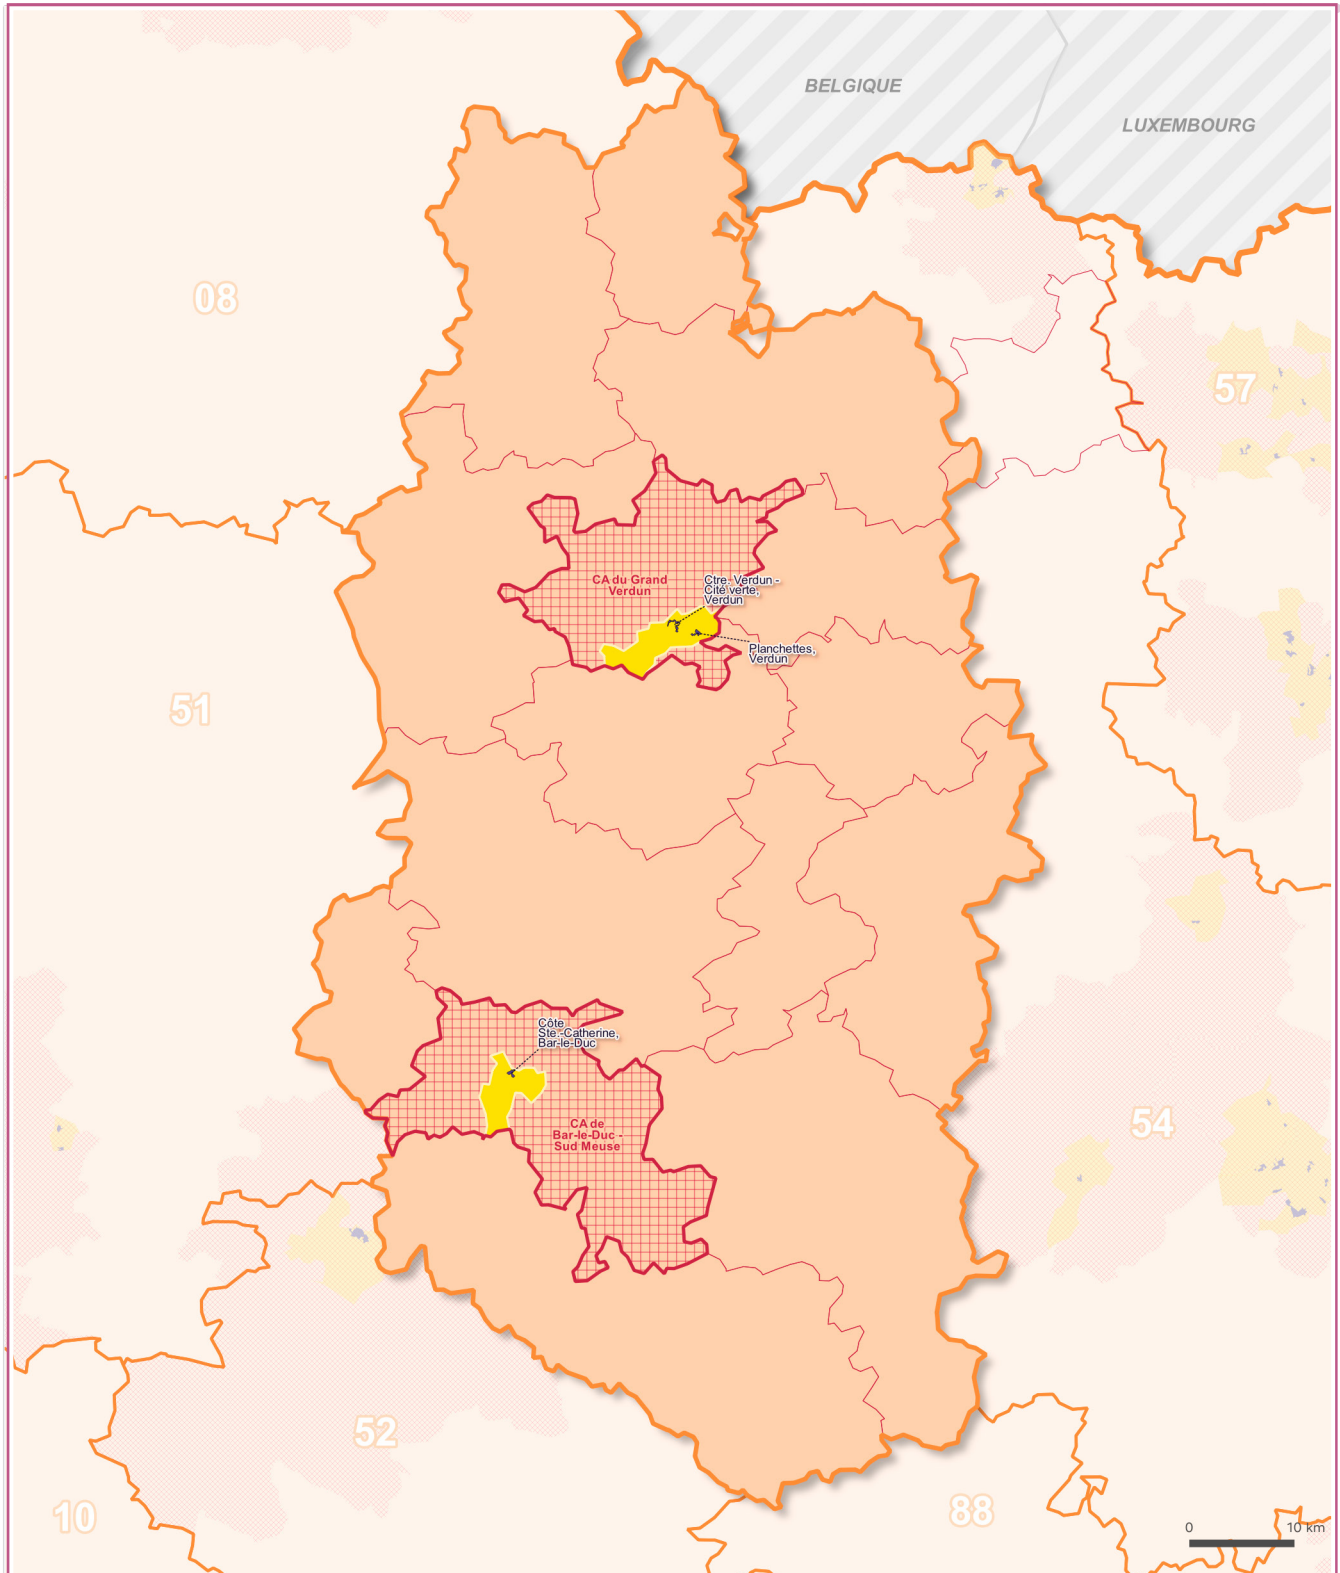 BELGIQUE
LUXEMBOURG
08
57
CA du Grand
Verdun
Ctre. Verdun -
Cité verte,
Verdun
Planchettes,
Verdun
51
Côte
Ste.-Catherine,
Bar-le-Duc
CA de
Bar-le-Duc -
Sud Meuse
54
52
10
88
0 10 km